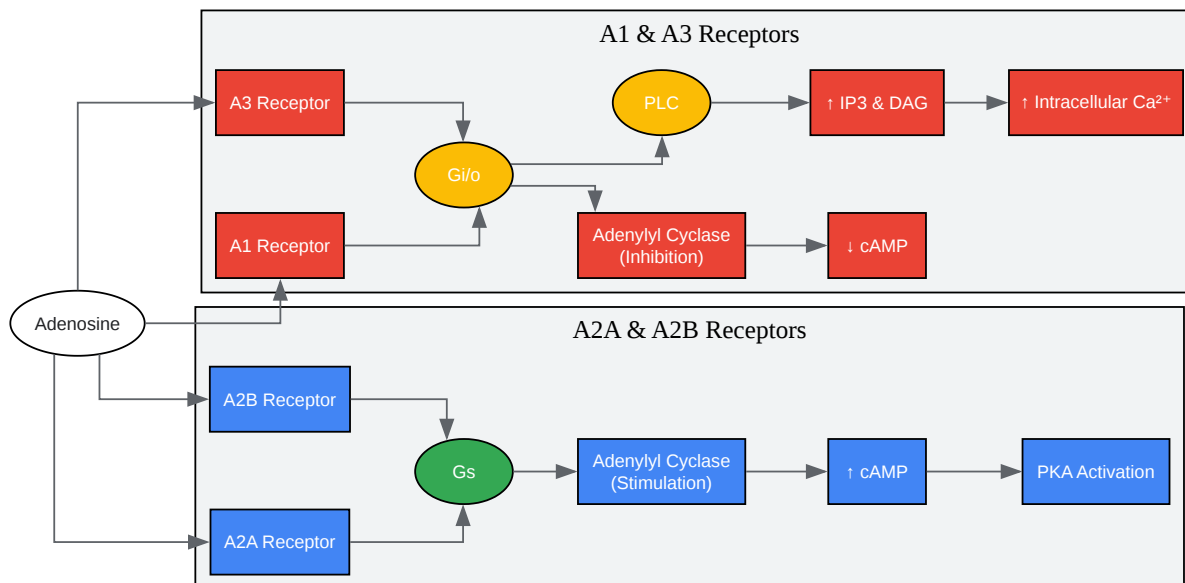 A1 & A3 Receptors
A3 Receptor
PLC
↑ IP3 & DAG
↑ Intracellular Ca²⁺
Gi/o
A1 Receptor
Adenylyl Cyclase
(Inhibition)
↓ cAMP
Adenosine
A2A & A2B Receptors
A2B Receptor
Gs
Adenylyl Cyclase
(Stimulation)
↑ cAMP
PKA Activation
A2A Receptor